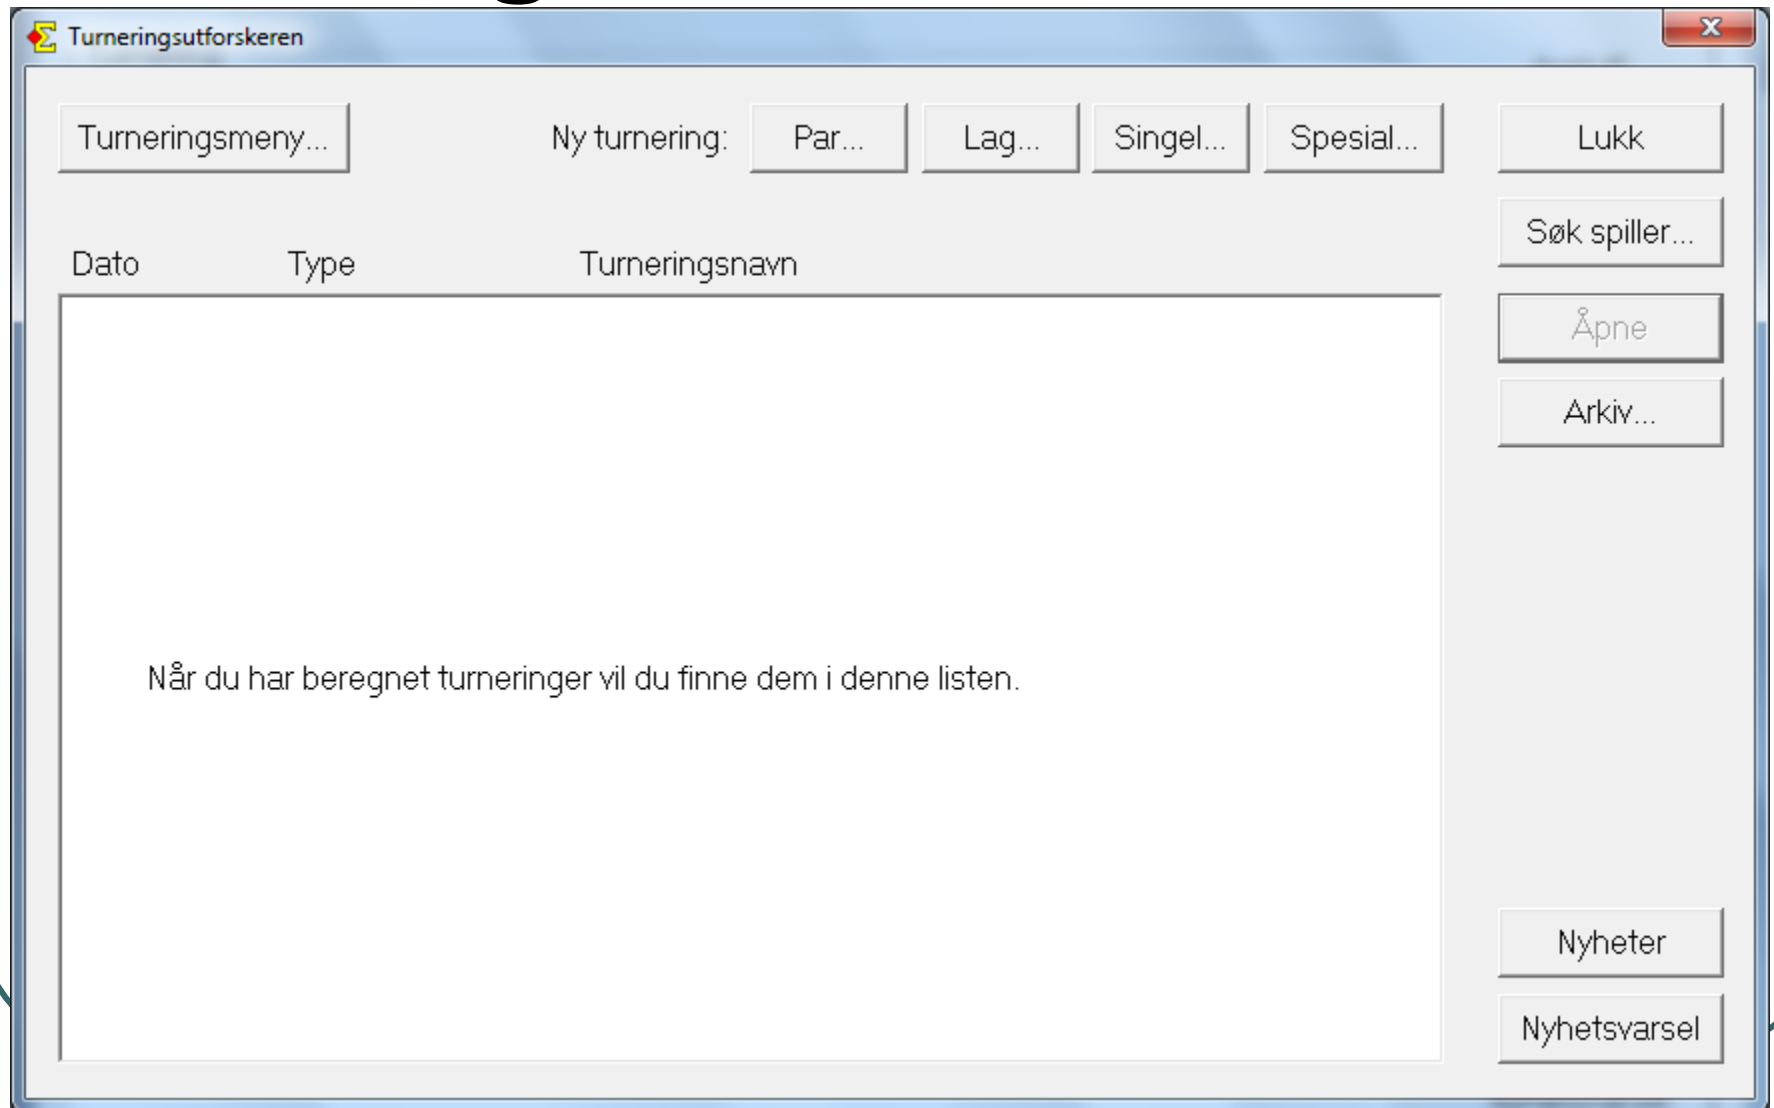 Turneringsutforskeren
Turneringsmeny... Ny turnering: Par... Lag... Singel... Spesial... Lukk
Søk spiller...
Dato Type Turneringsnavn
Åpne
Arkiv...
Når du har beregnet turneringer vil du finne dem i denne listen.
Nyheter
Nyhetsvarsel